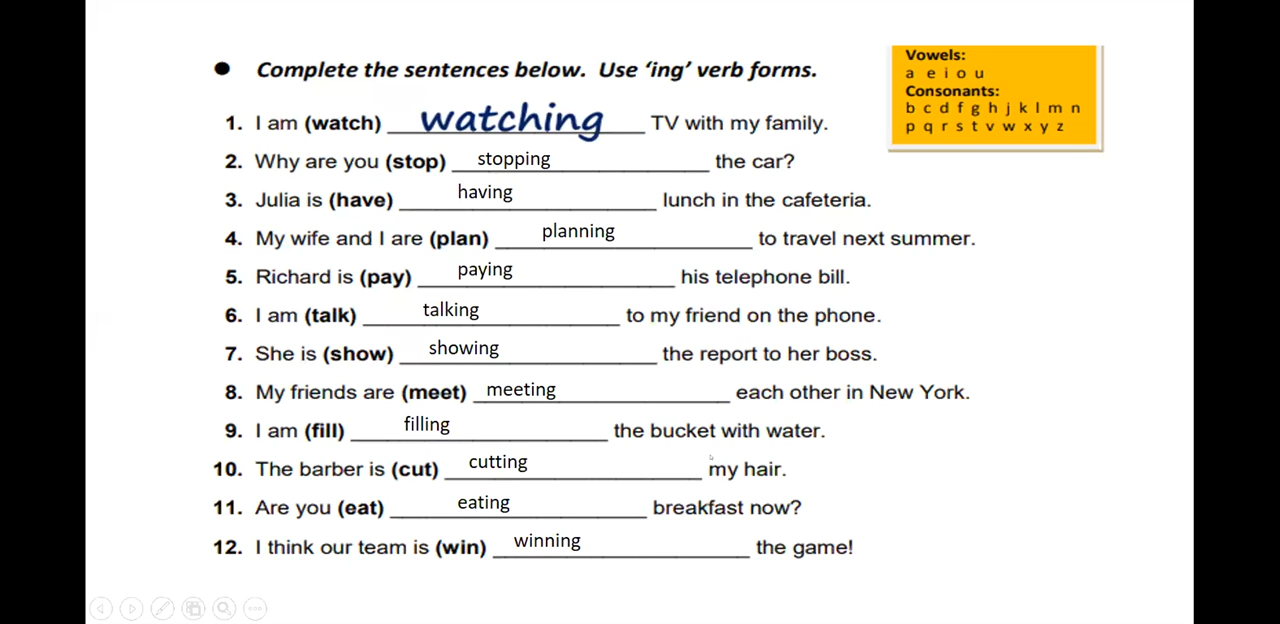 ● Complete the sentences below. Use ‘ing’ verb forms.
Vowels:
a e i o u
Consonants:
b c d f g h j k l m n
p q r s t v w x y z
1. I am (watch) watching TV with my family.
2. Why are you (stop) stopping the car?
3. Julia is (have) having lunch in the cafeteria.
4. My wife and I are (plan) planning to travel next summer.
5. Richard is (pay) paying his telephone bill.
6. I am (talk) talking to my friend on the phone.
7. She is (show) showing the report to her boss.
8. My friends are (meet) meeting each other in New York.
9. I am (fill) filling the bucket with water.
10. The barber is (cut) cutting my hair.
11. Are you (eat) eating breakfast now?
12. I think our team is (win) winning the game!